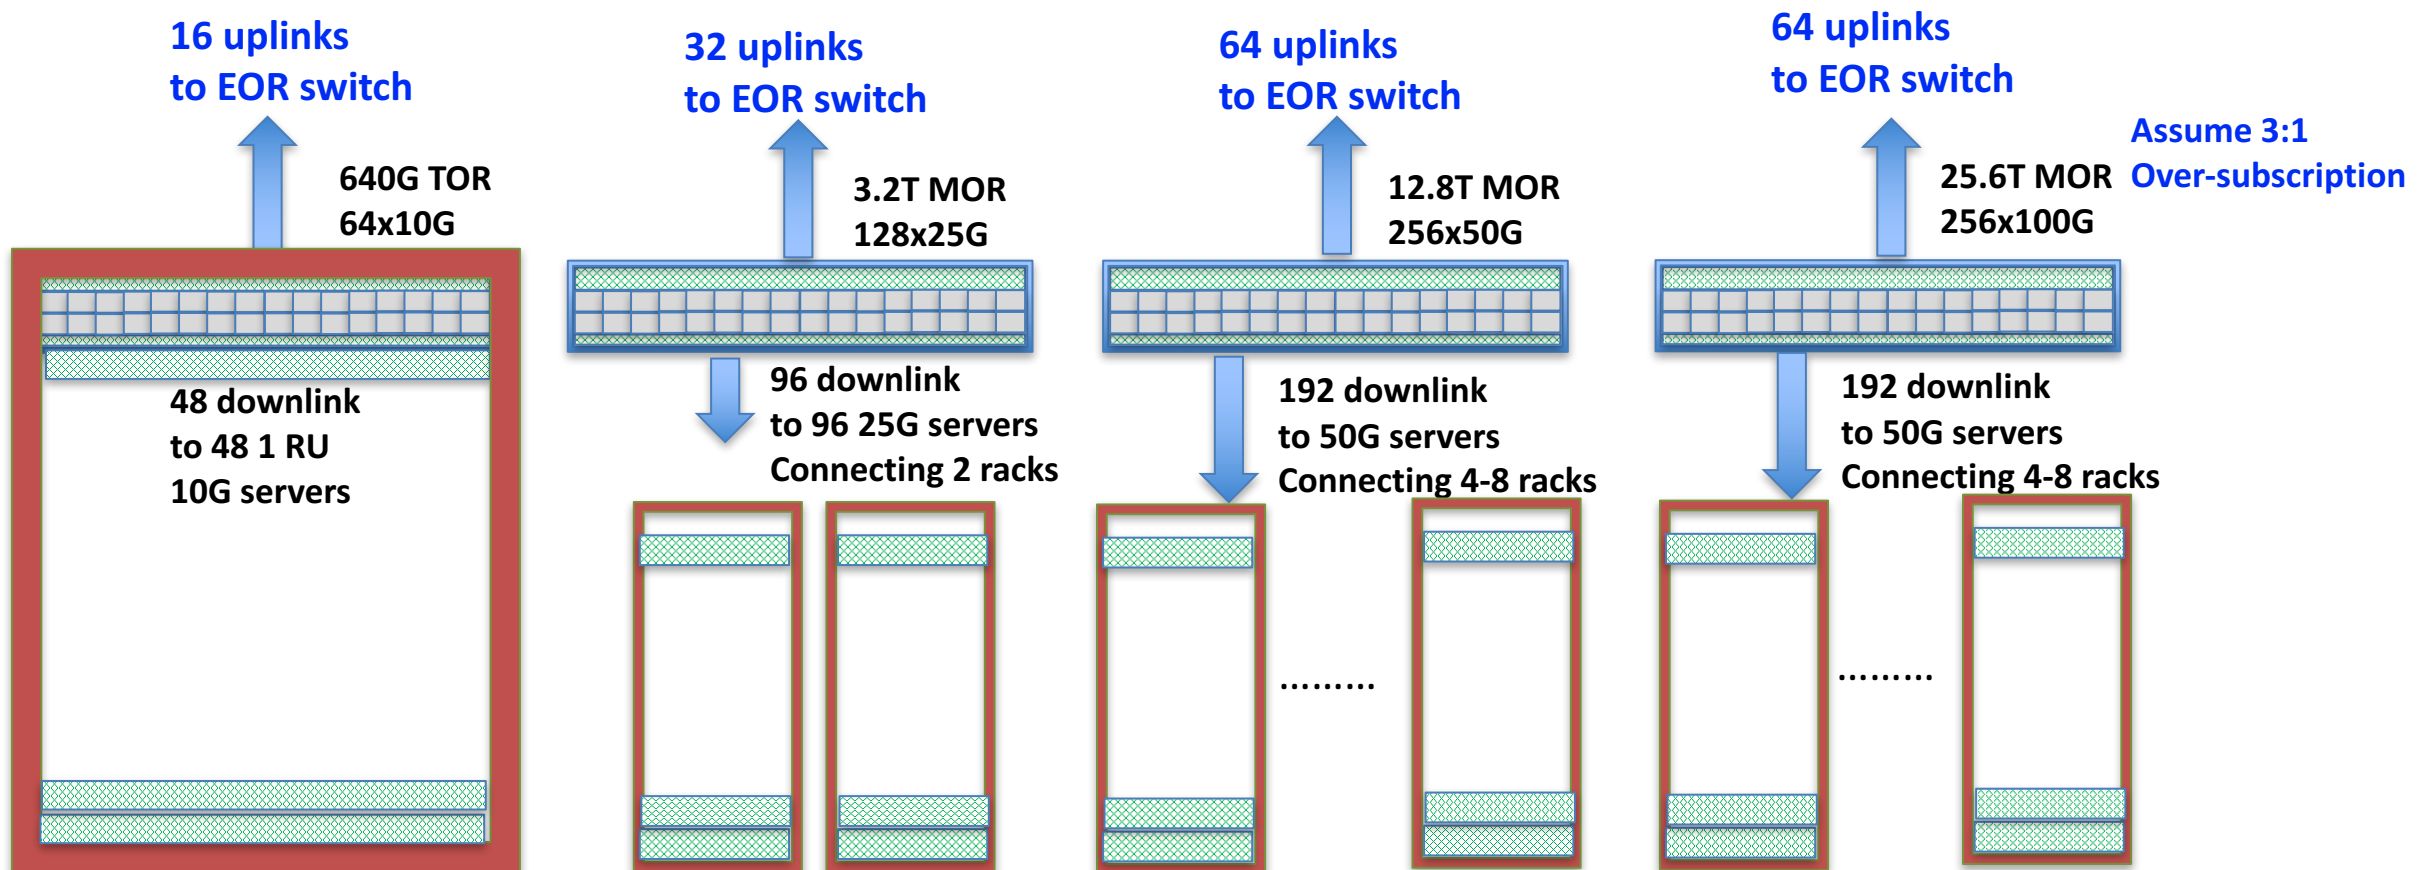 16 uplinks
to EOR switch
640G TOR
64x10G
48 downlink
to 48 1 RU
10G servers
32 uplinks
to EOR switch
3.2T MOR
128x25G
96 downlink
to 96 25G servers
Connecting 2 racks
64 uplinks
to EOR switch
12.8T MOR
256x50G
192 downlink
to 50G servers
Connecting 4-8 racks
………
64 uplinks
to EOR switch
25.6T MOR
256x100G
Assume 3:1
Over-subscription
192 downlink
to 50G servers
Connecting 4-8 racks
………